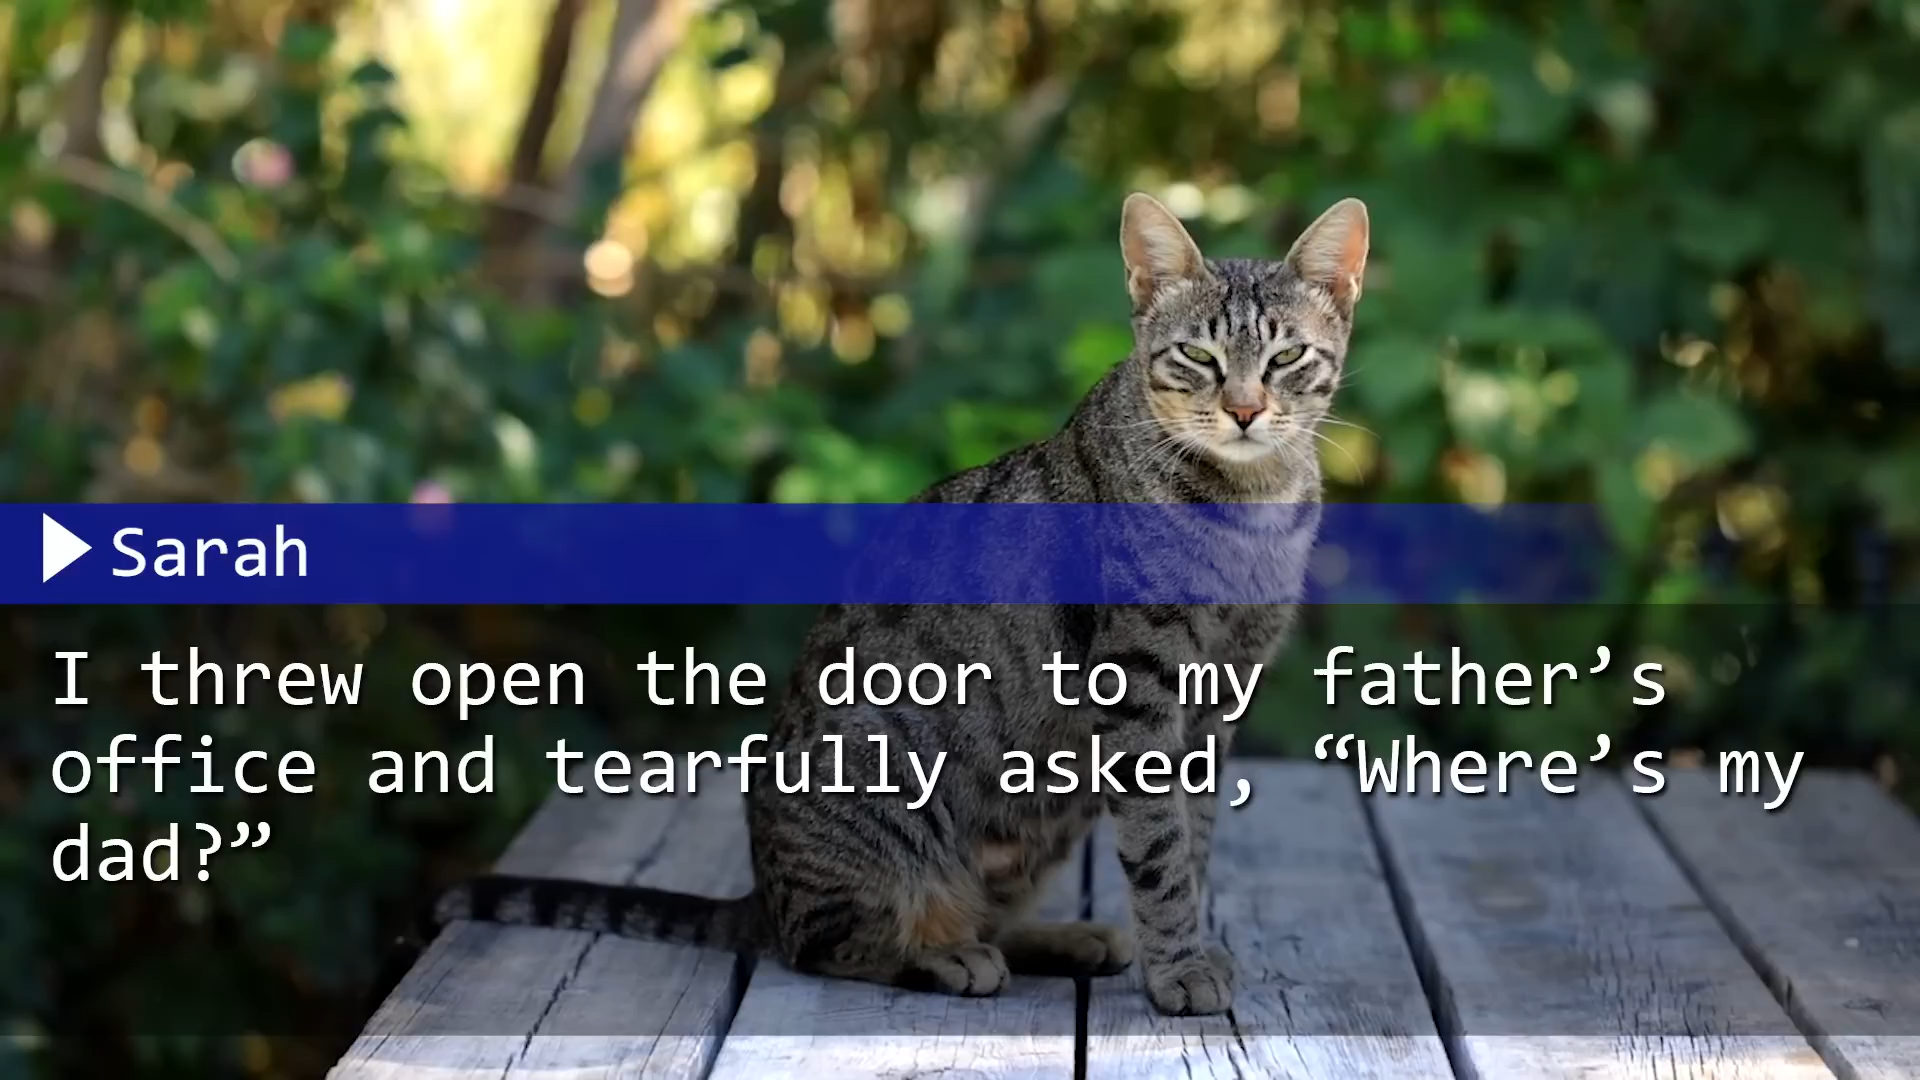 Sarah
I threw open the door to my father’s
office and tearfully asked, “Where’s my
dad?”